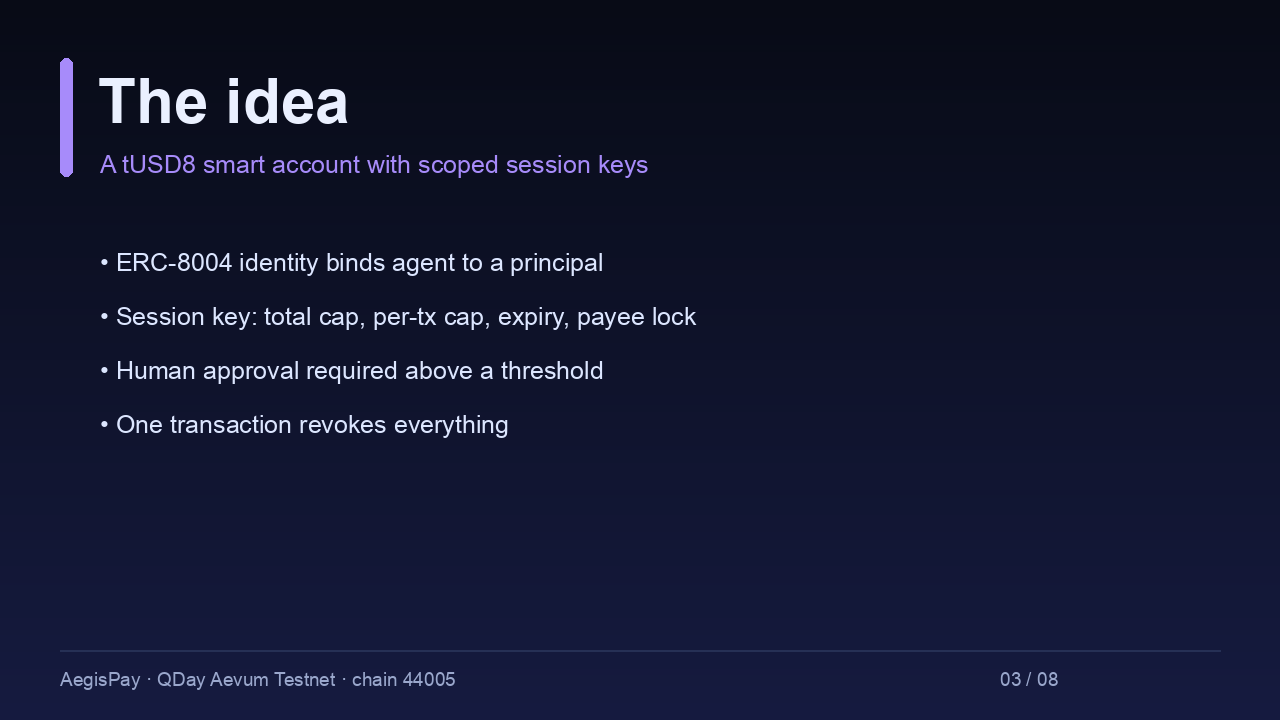 The idea
A tUSD8 smart account with scoped session keys
• ERC-8004 identity binds agent to a principal
• Session key: total cap, per-tx cap, expiry, payee lock
• Human approval required above a threshold
• One transaction revokes everything
AegisPay · QDay Aevum Testnet · chain 44005
03 / 08